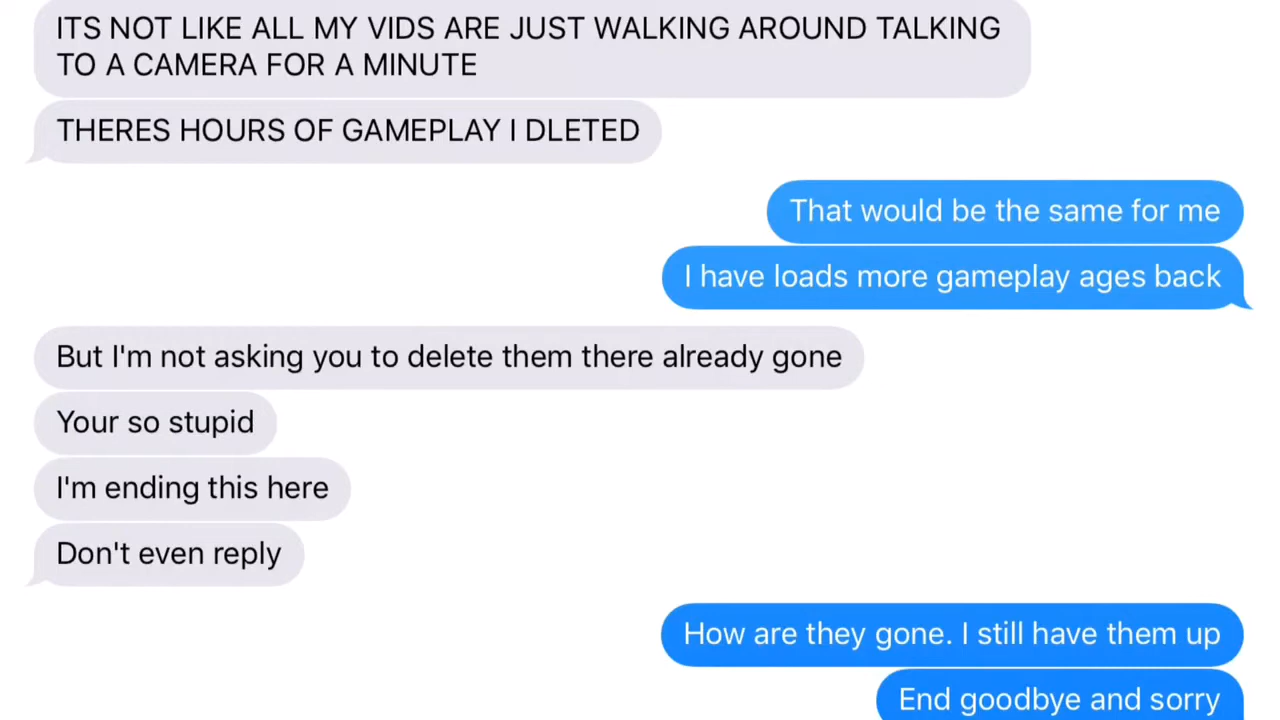 ITS NOT LIKE ALL MY VIDS ARE JUST WALKING AROUND TALKING
TO A CAMERA FOR A MINUTE
THERES HOURS OF GAMEPLAY I DLETED
That would be the same for me
I have loads more gameplay ages back
But I'm not asking you to delete them there already gone
Your so stupid
I'm ending this here
Don't even reply
How are they gone. I still have them up
End goodbye and sorry